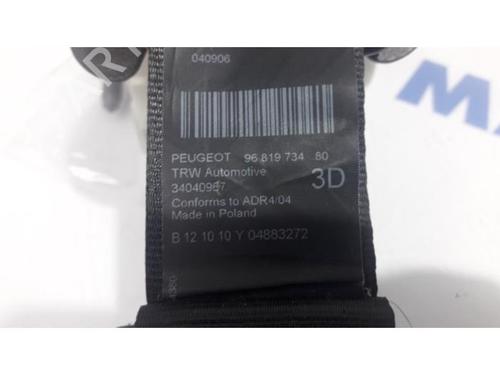 040906
PEUGEOT 96 819 734 80
TRW Automotive
34040967
3D
Conforms to ADR4/04
Made in Poland
B 12 10 10 Y 04883272